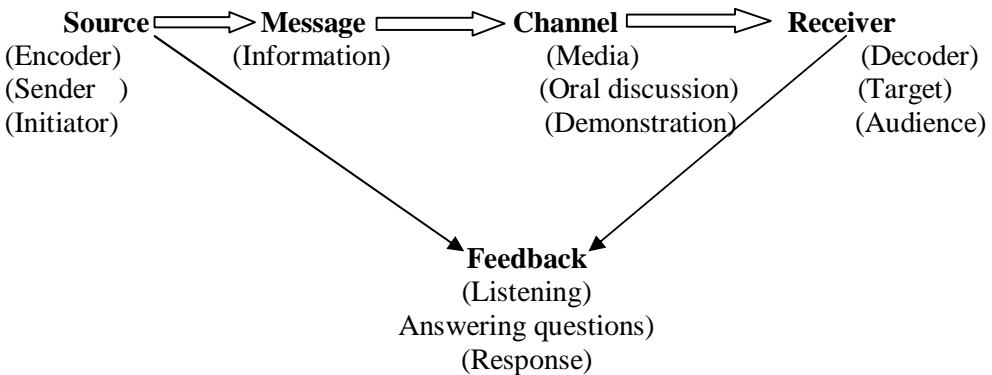 Source Message Channel Receiver
(Encoder) (Information) (Media) (Decoder)
(Sender ) (Oral discussion) (Target)
(Initiator) (Demonstration) (Audience)
Feedback
(Listening)
Answering questions)
(Response)